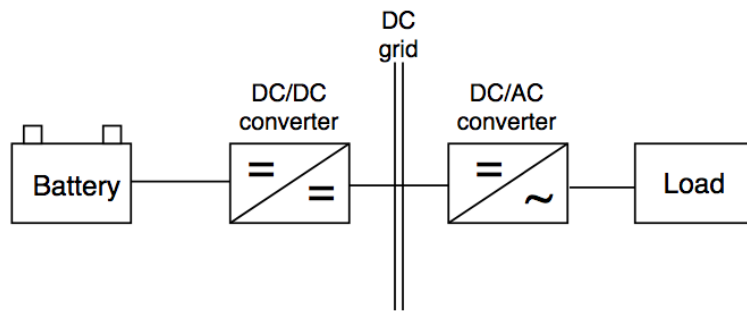 DC
grid
DC/DC
converter
DC/AC
converter
Battery
=
=
=
~
Load